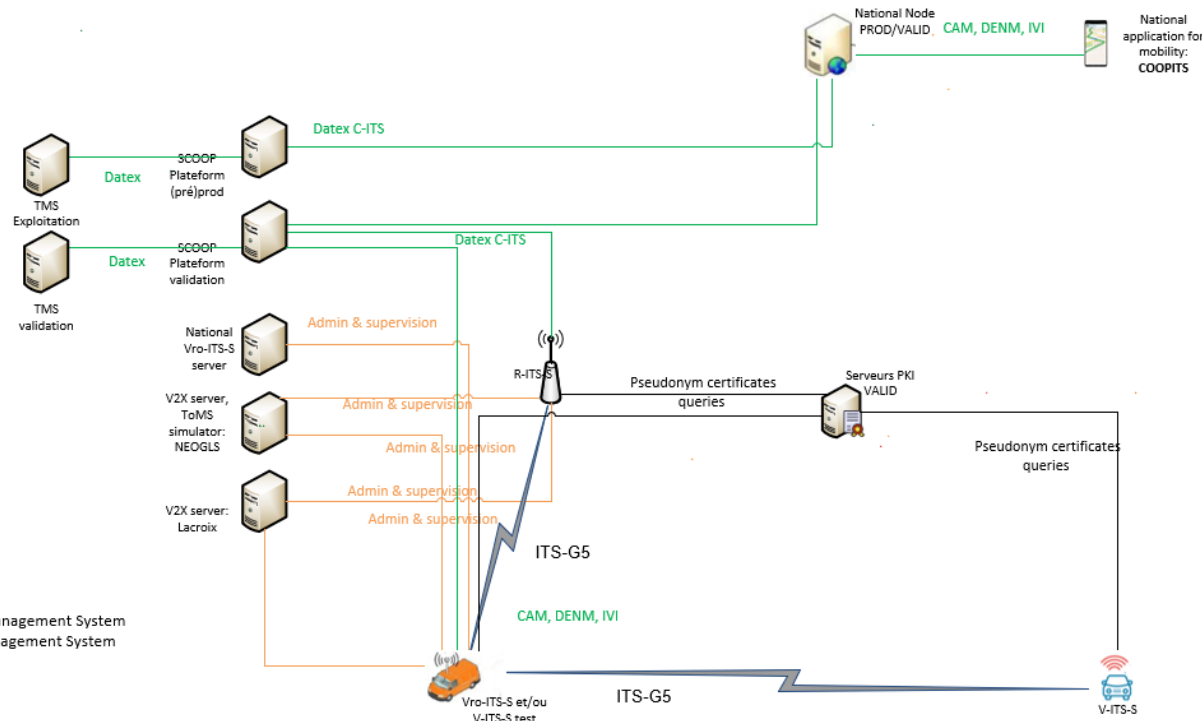 National Node
PROD/VALID
CAM, DENM, IVI
National
application for
mobility:
COOPITS
Datex C-ITS
Datex
SCOOP
Plateform
(pré)prod
TMS
Exploitation
Datex C-ITS
Datex
SCOOP
Plateform
validation
TMS
validation
National
Vro-ITS-S
server
Admin & supervision
R-ITS-S
Pseudonym certificates
queries
Serveurs PKI
VALID
V2X server,
ToMS
simulator:
NEOGLS
Admin & supervision
Admin & supervision
Pseudonym certificates
queries
V2X server:
Lacroix
Admin & supervision
Admin & supervision
ITS-G5
CAM, DENM, IVI
Management System
agement System
ITS-G5
Vro-ITS-S et/ou
V-ITS-S test
V-ITS-S